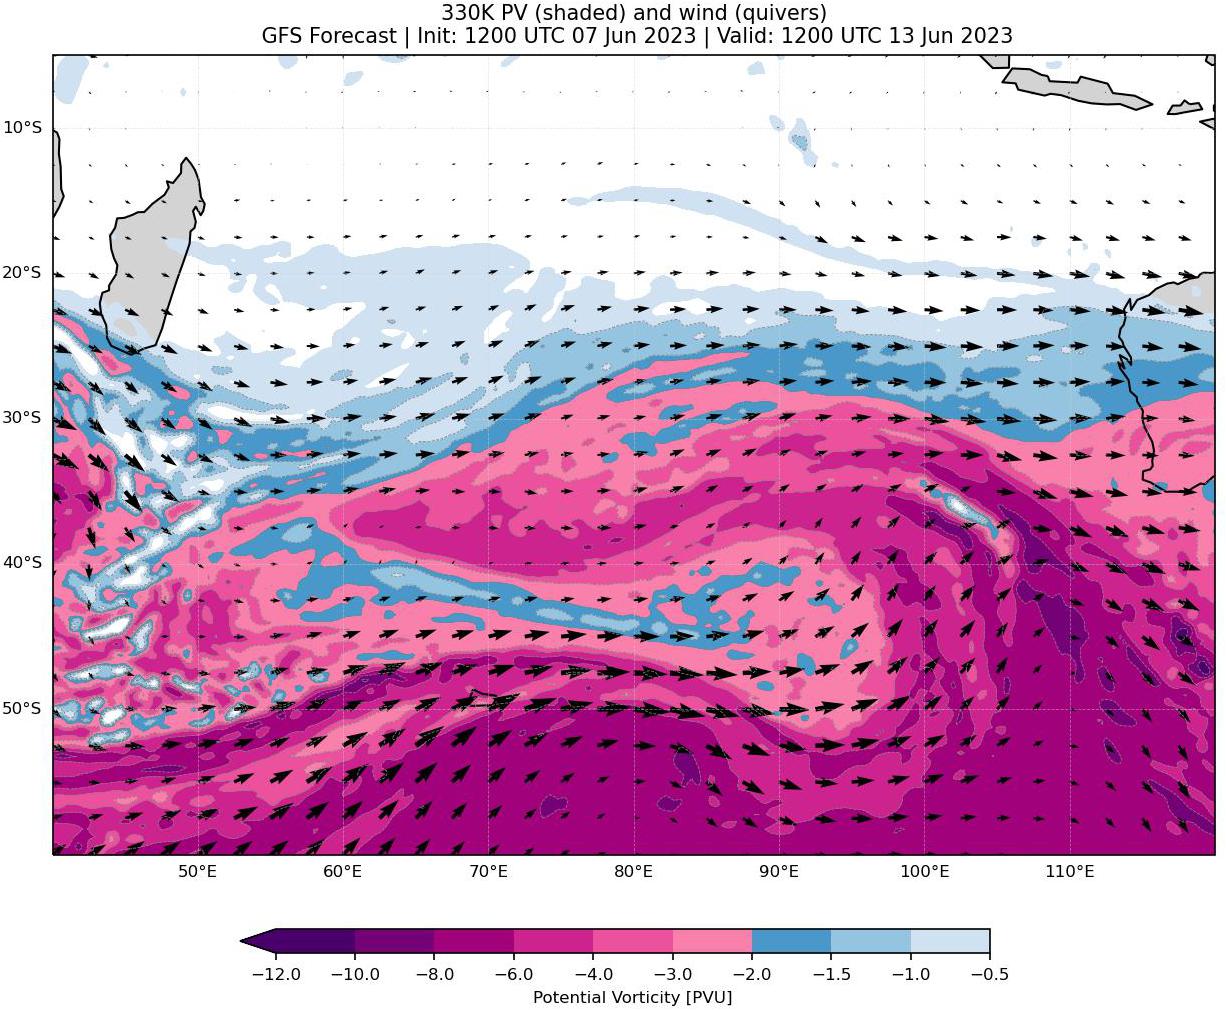 330K PV (shaded) and wind (quivers)
GFS Forecast | Init: 1200 UTC 07 Jun 2023 | Valid: 1200 UTC 13 Jun 2023
10°S
20°S
30°S
40°S
50°S
50°E 60°E 70°E 80°E 90°E 100°E 110°E
−12.0 −10.0 −8.0 −6.0 −4.0 −3.0 −2.0 −1.5 −1.0 −0.5
Potential Vorticity [PVU]